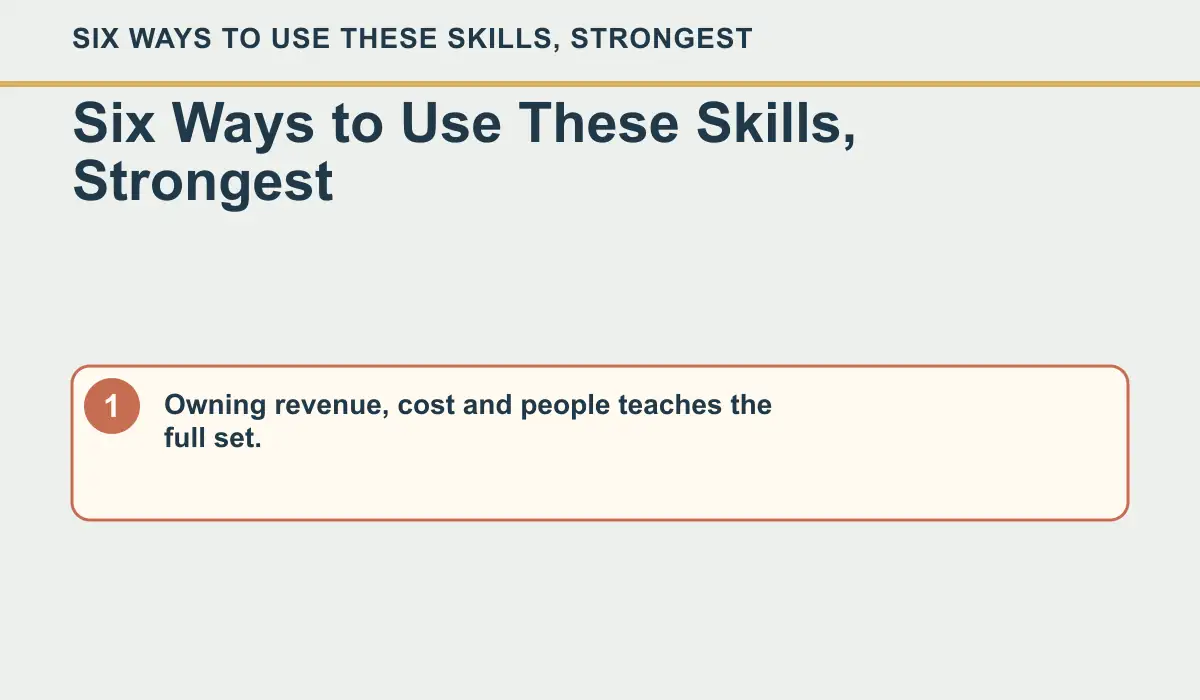 SIX WAYS TO USE THESE SKILLS, STRONGEST
Six Ways to Use These Skills,
Strongest
1
Owning revenue, cost and people teaches the
full set.